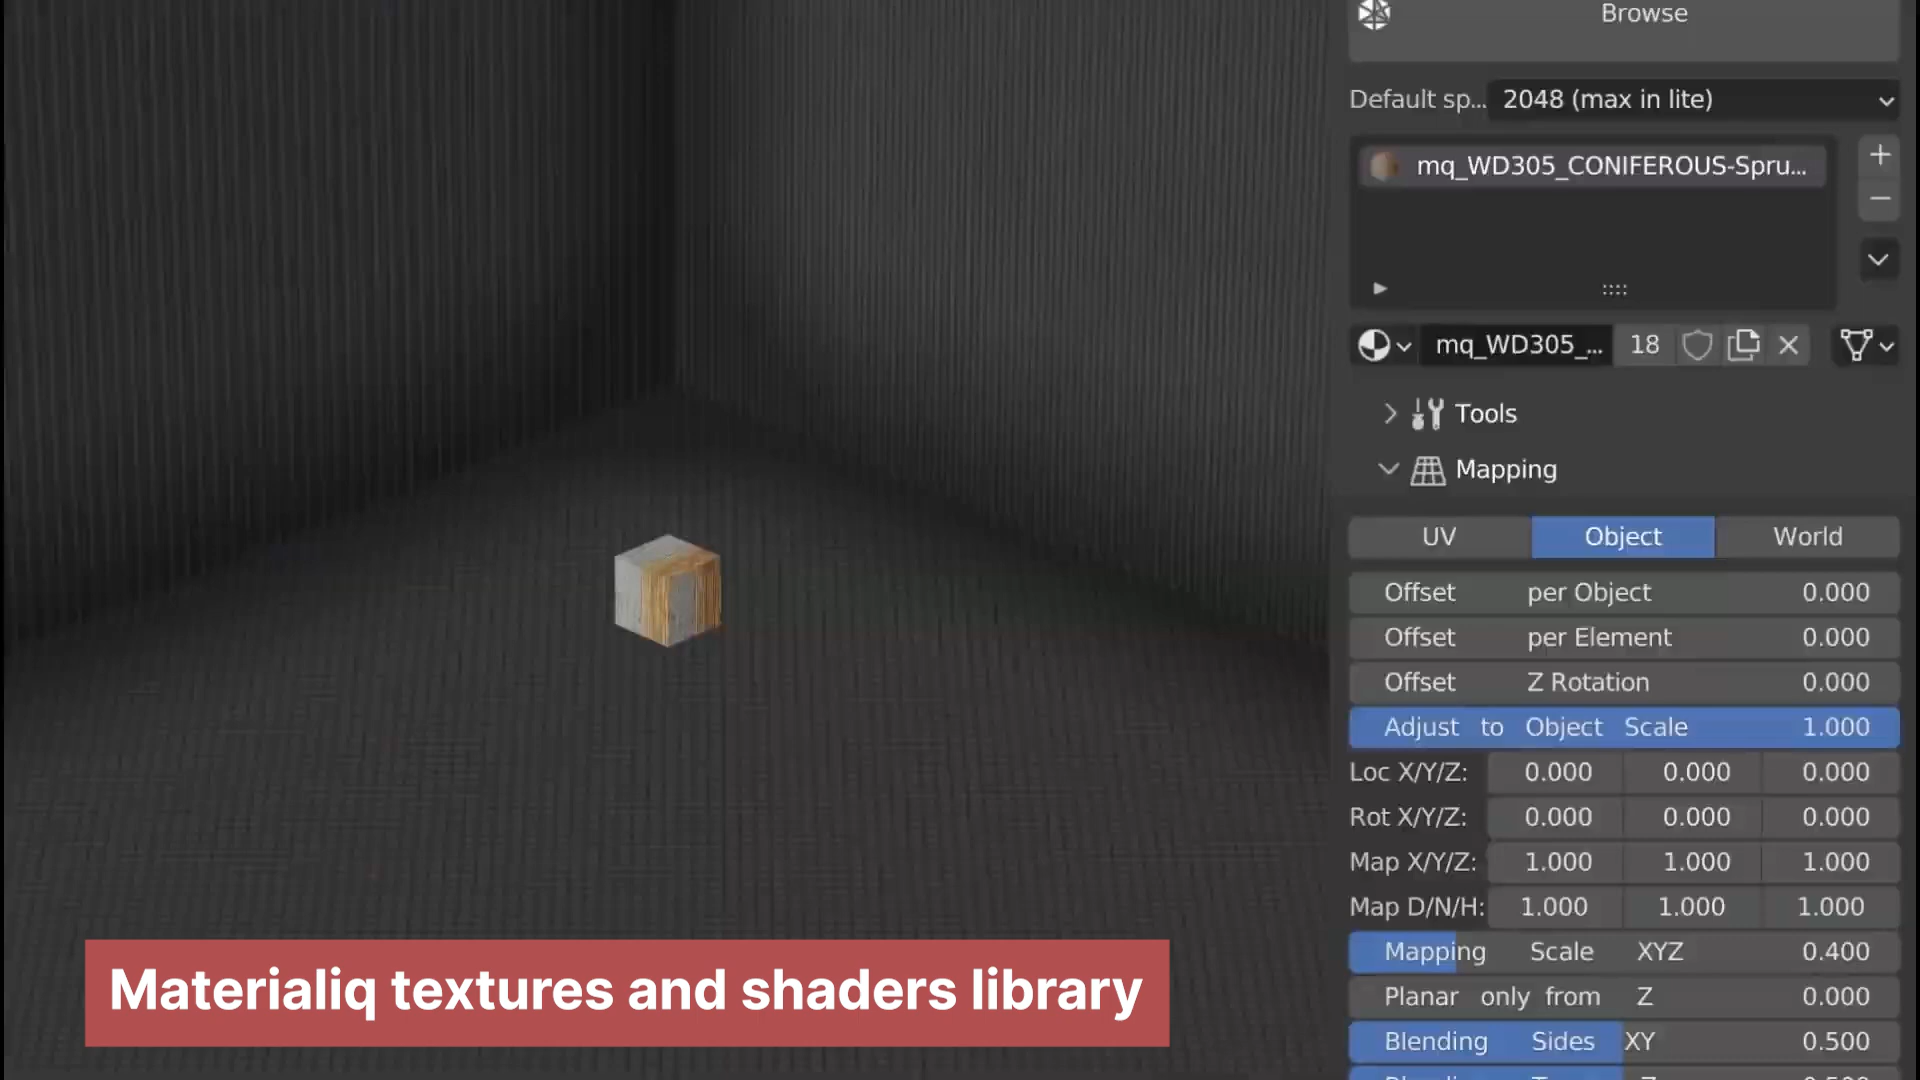 Browse
Default sp... 2048 (max in lite)
mq_WD305_CONIFEROUS-Spru...
mq_WD305_... 18
Tools
Mapping
UV Object World
Offset per Object 0.000
Offset per Element 0.000
Offset Z Rotation 0.000
Adjust to Object Scale 1.000
Loc X/Y/Z: 0.000 0.000 0.000
Rot X/Y/Z: 0.000 0.000 0.000
Map X/Y/Z: 1.000 1.000 1.000
Map D/N/H: 1.000 1.000 1.000
Mapping Scale XYZ 0.400
Planar only from Z 0.000
Blending Sides XY 0.500
Materialiq textures and shaders library